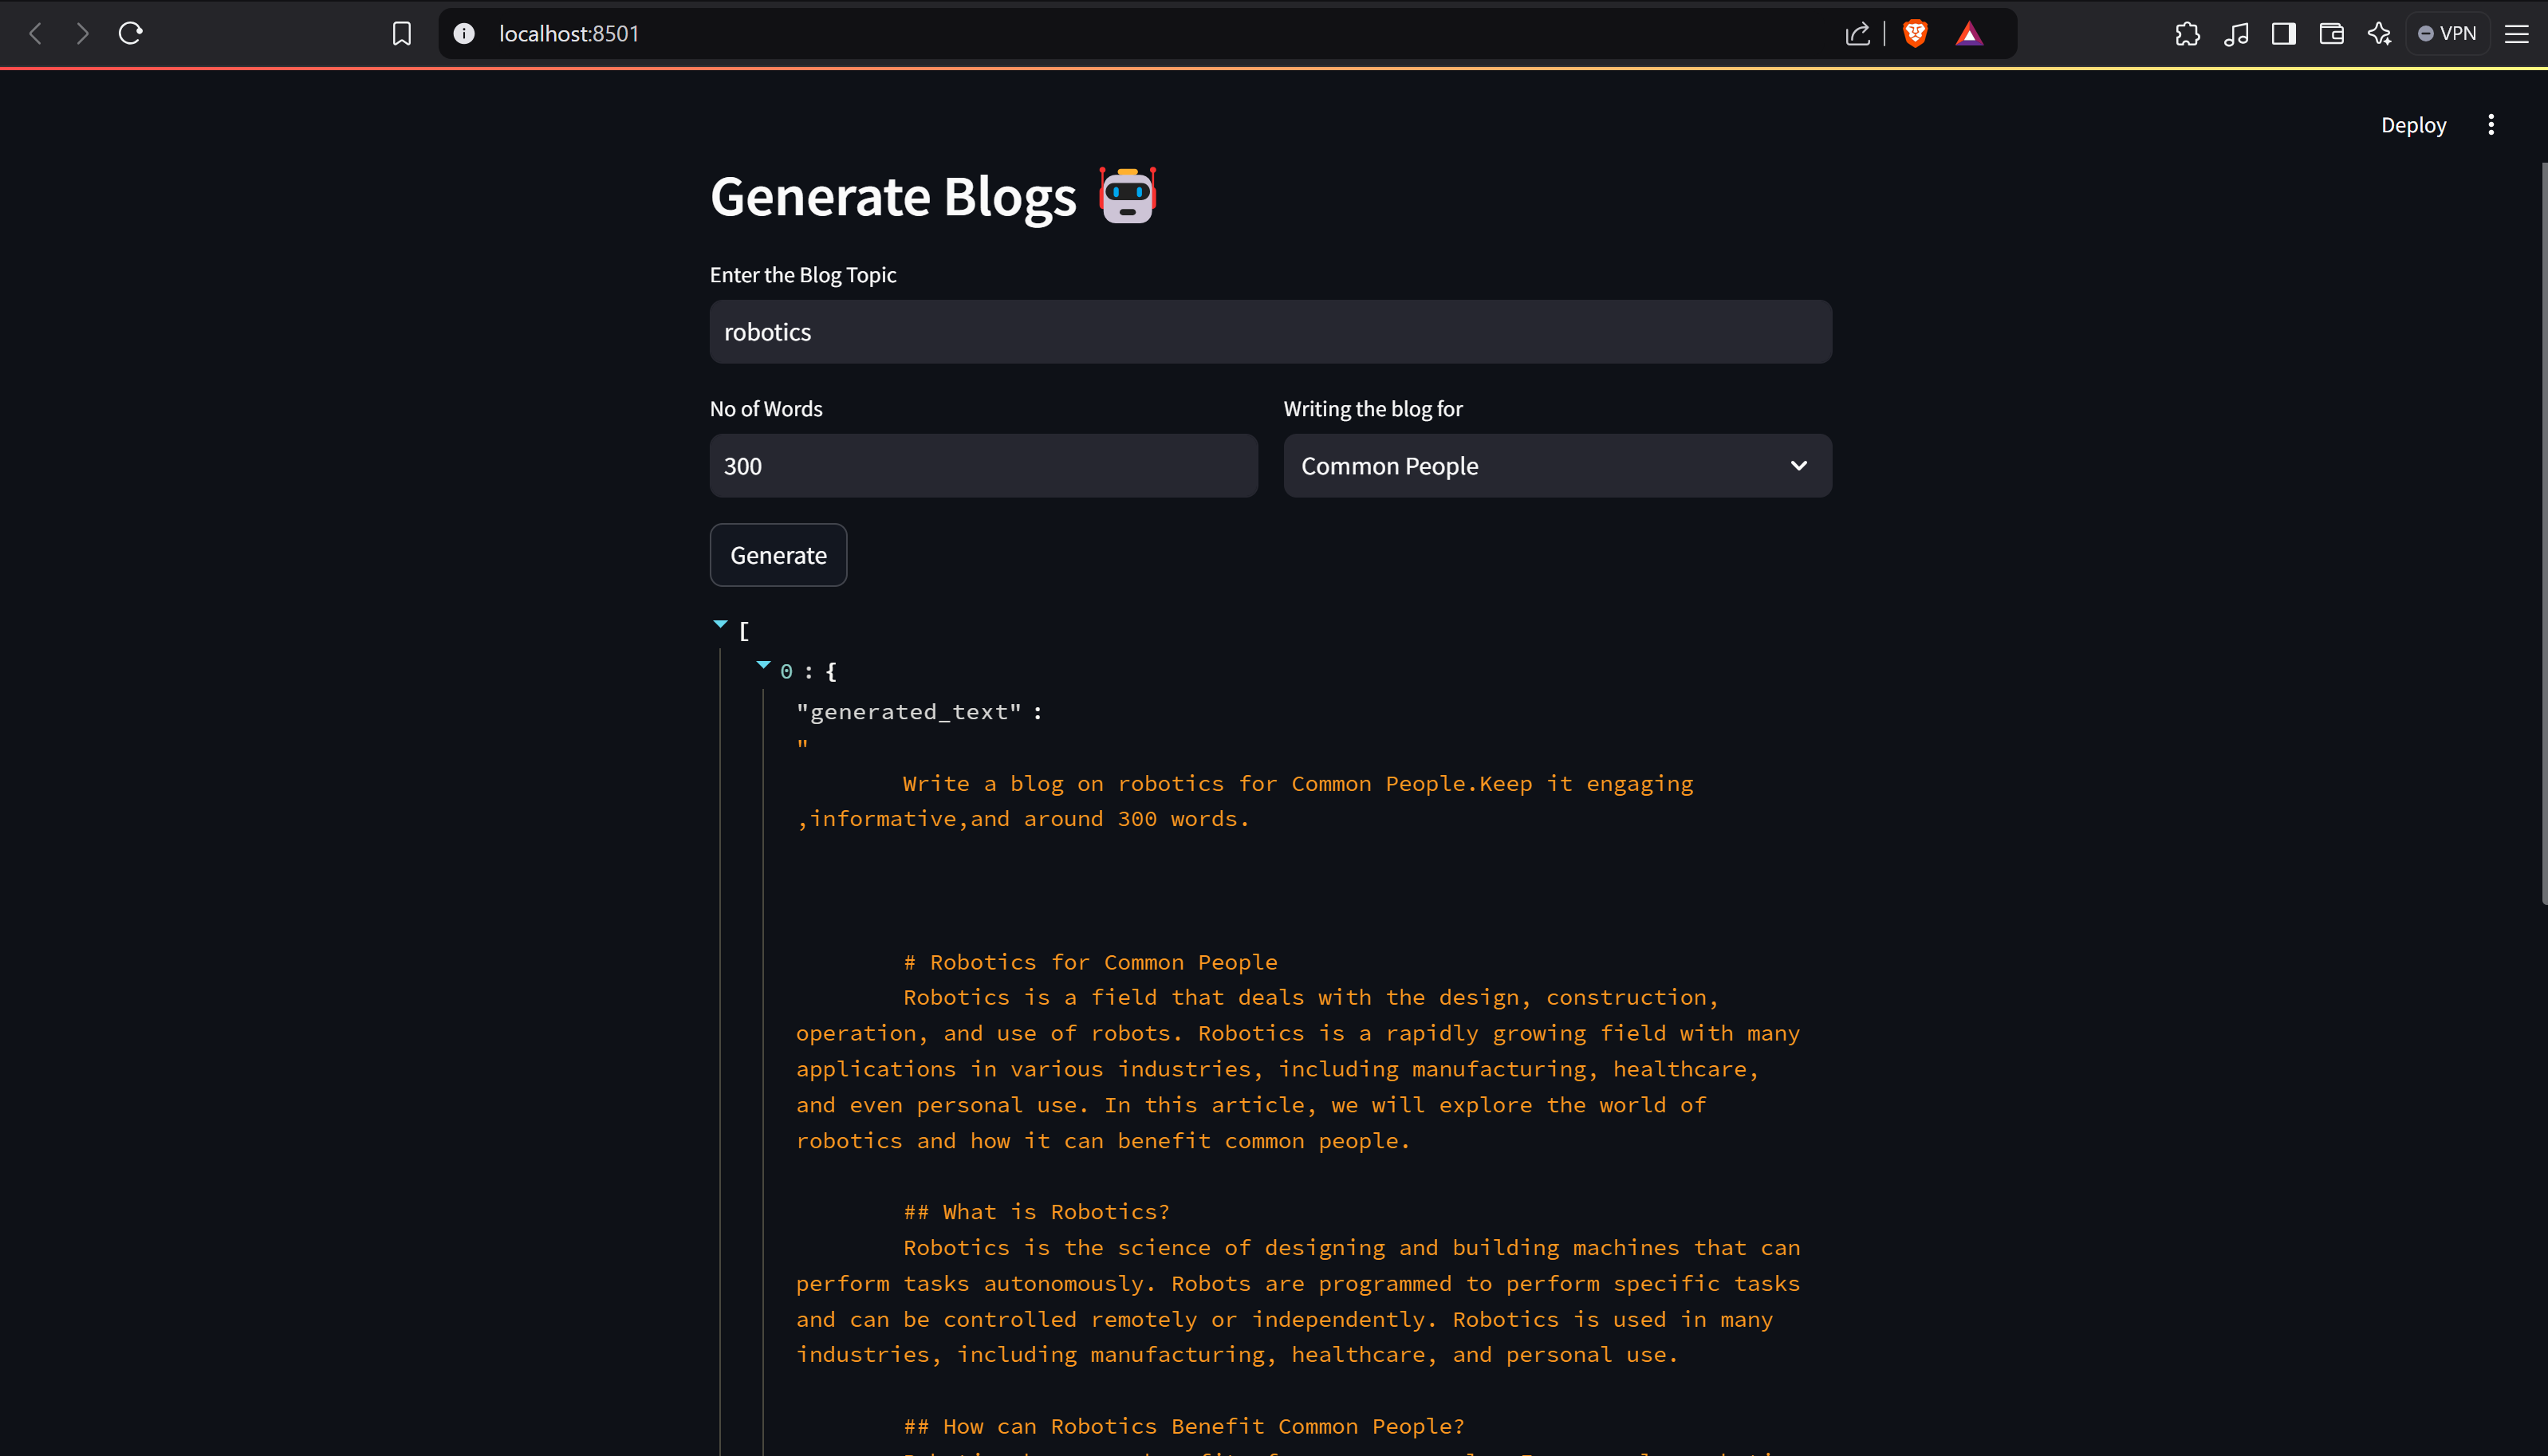 localhost:8501
VPN
Deploy
Generate Blogs
Enter the Blog Topic
robotics
No of Words
Writing the blog for
300
Common People
Generate
[
0 : {
"generated_text" :
"
Write a blog on robotics for Common People.Keep it engaging
,informative,and around 300 words.
# Robotics for Common People
Robotics is a field that deals with the design, construction,
operation, and use of robots. Robotics is a rapidly growing field with many
applications in various industries, including manufacturing, healthcare,
and even personal use. In this article, we will explore the world of
robotics and how it can benefit common people.
## What is Robotics?
Robotics is the science of designing and building machines that can
perform tasks autonomously. Robots are programmed to perform specific tasks
and can be controlled remotely or independently. Robotics is used in many
industries, including manufacturing, healthcare, and personal use.
## How can Robotics Benefit Common People?